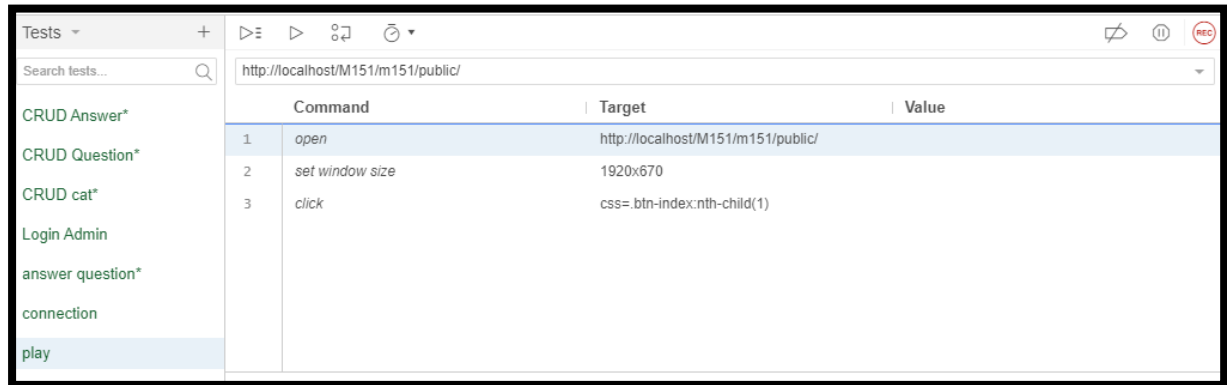 Tests
REC
Search tests...
http://localhost/M151/m151/public/
Command Target Value
CRUD Answer*
CRUD Question*
CRUD cat*
Login Admin
answer question*
connection
play
1 open http://localhost/M151/m151/public/
2 set window size 1920x670
3 click css=.btn-index:nth-child(1)